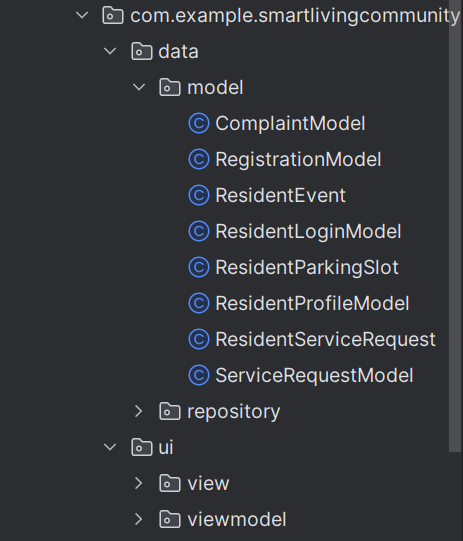 com.example.smartlivingcommunity
data
model
ComplaintModel
RegistrationModel
ResidentEvent
ResidentLoginModel
ResidentParkingSlot
ResidentProfileModel
ResidentServiceRequest
ServiceRequestModel
repository
ui
view
viewmodel